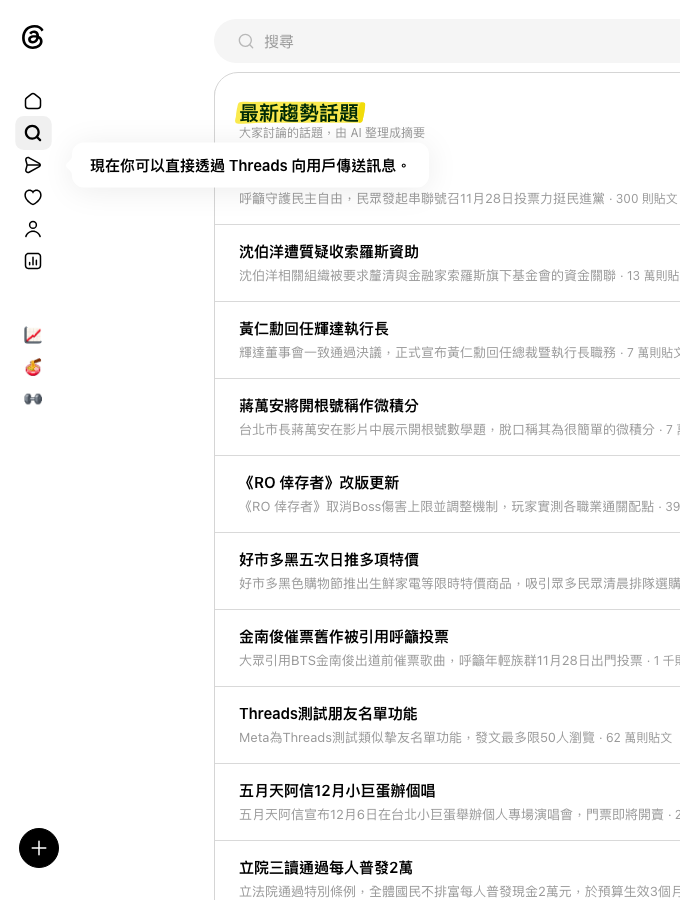 搜尋
最新趨勢話題
大家討論的話題，由 AI 整理成摘要
現在你可以直接透過 Threads 向用戶傳送訊息。
呼籲守護民主自由，民眾發起串聯號召11月28日投票力挺民進黨 · 300 則貼文
沈伯洋遭質疑收索羅斯資助
沈伯洋相關組織被要求釐清與金融家索羅斯旗下基金會的資金關聯 · 13 萬則貼
黃仁勳回任輝達執行長
輝達董事會一致通過決議，正式宣布黃仁勳回任總裁暨執行長職務 · 7 萬則貼文
蔣萬安將開根號稱作微積分
台北市長蔣萬安在影片中展示開根號數學題，脫口稱其為很簡單的微積分 · 7
《RO 倖存者》改版更新
《RO 倖存者》取消Boss傷害上限並調整機制，玩家實測各職業通關配點 · 39
好市多黑五次日推多項特價
好市多黑色購物節推出生鮮家電等限時特價商品，吸引眾多民眾清晨排隊選購
金南俊催票舊作被引用呼籲投票
大眾引用BTS金南俊出道前催票歌曲，呼籲年輕族群11月28日出門投票 · 1 千
Threads測試朋友名單功能
Meta為Threads測試類似摯友名單功能，發文最多限50人瀏覽 · 62 萬則貼文
五月天阿信12月小巨蛋辦個唱
五月天阿信宣布12月6日在台北小巨蛋舉辦個人專場演唱會，門票即將開賣 · 2
立院三讀通過每人普發2萬
立法院通過特別條例，全體國民不排富每人普發現金2萬元，於預算生效3個月